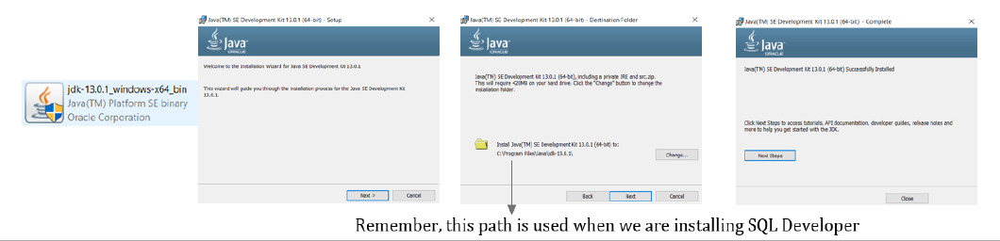 jdk-13.0.1_windows-x64_bin
Java(TM) Platform SE binary
Oracle Corporation
Java(TM) SE Development Kit 13.0.1 (64-bit) - Setup
Java
ORACLE
Welcome to the Installation Wizard for Java SE Development Kit 13.0.1
This wizard will guide you through the installation process for the Java SE Development Kit
13.0.1.
Next >
Cancel
Java(TM) SE Development Kit 13.0.1 (64-bit) - Destination Folder
Java
ORACLE
Java(TM) SE Development Kit 13.0.1 (64-bit), including a private JRE and src.zip.
This will require 420MB on your hard drive. Click the "Change" button to change the
installation folder.
Install Java(TM) SE Development Kit 13.0.1 (64-bit) to:
C:\Program Files\Java\jdk-13.0.1\
Change...
Back
Next
Cancel
Java(TM) SE Development Kit 13.0.1 (64-bit) - Complete
Java
ORACLE
Java(TM) SE Development Kit 13.0.1 (64-bit) Successfully Installed
Click Next Steps to access tutorials, API documentation, developer guides, release notes and
more to help you get started with the JDK.
Next Steps
Close
Remember, this path is used when we are installing SQL Developer